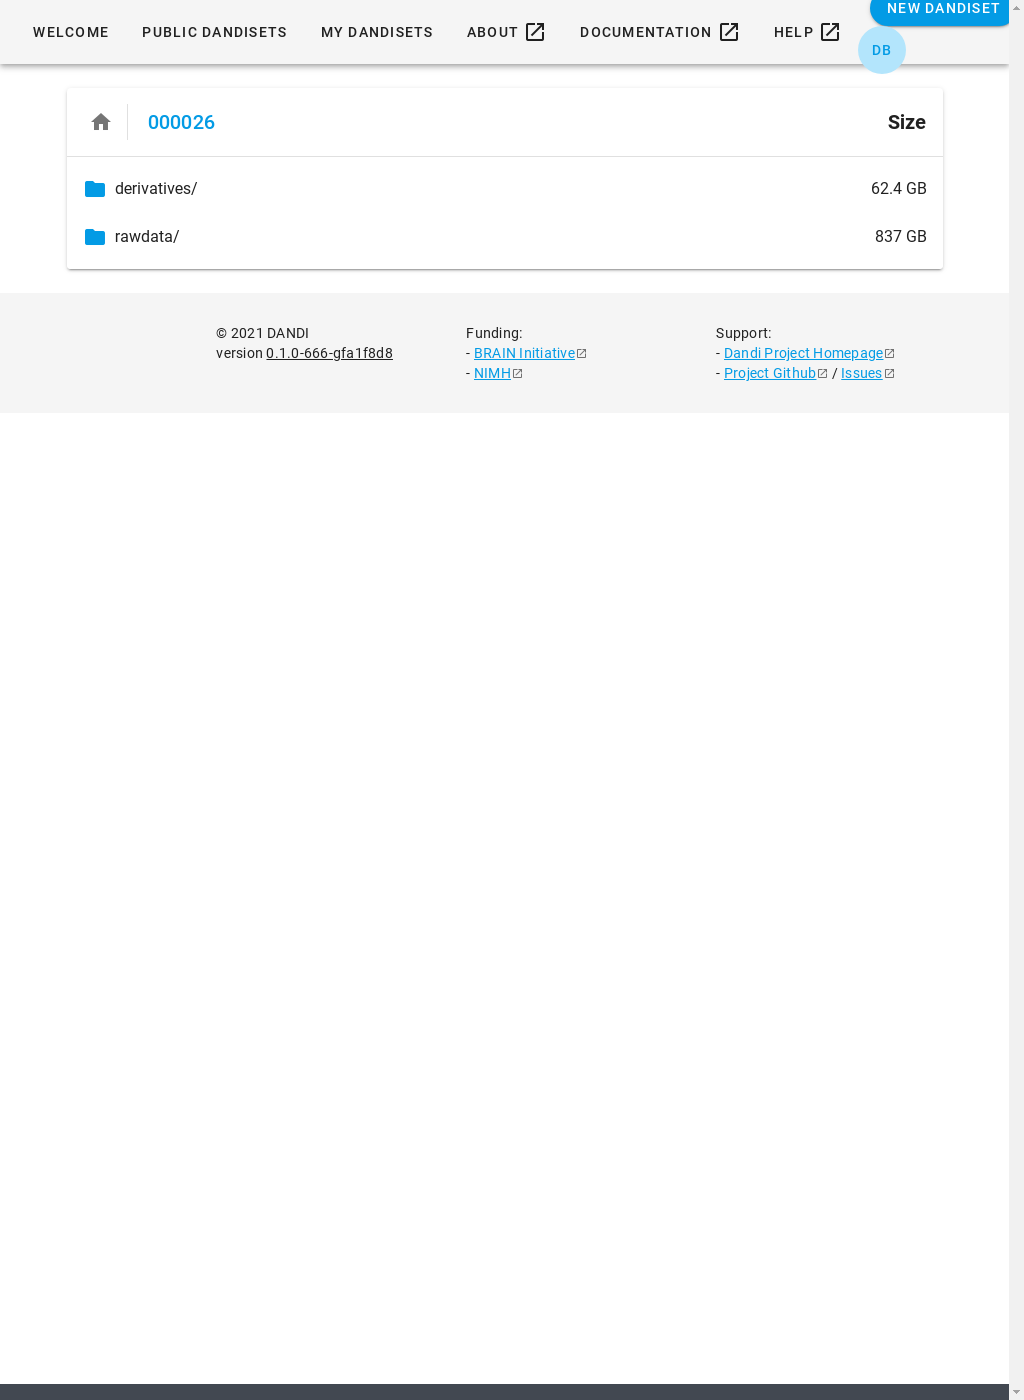 NEW DANDISET
WELCOME PUBLIC DANDISETS MY DANDISETS ABOUT DOCUMENTATION HELP
DB
000026 Size
derivatives/ 62.4 GB
rawdata/ 837 GB
© 2021 DANDI
version 0.1.0-666-gfa1f8d8
Funding:
- BRAIN Initiative
- NIMH
Support:
- Dandi Project Homepage
- Project Github / Issues